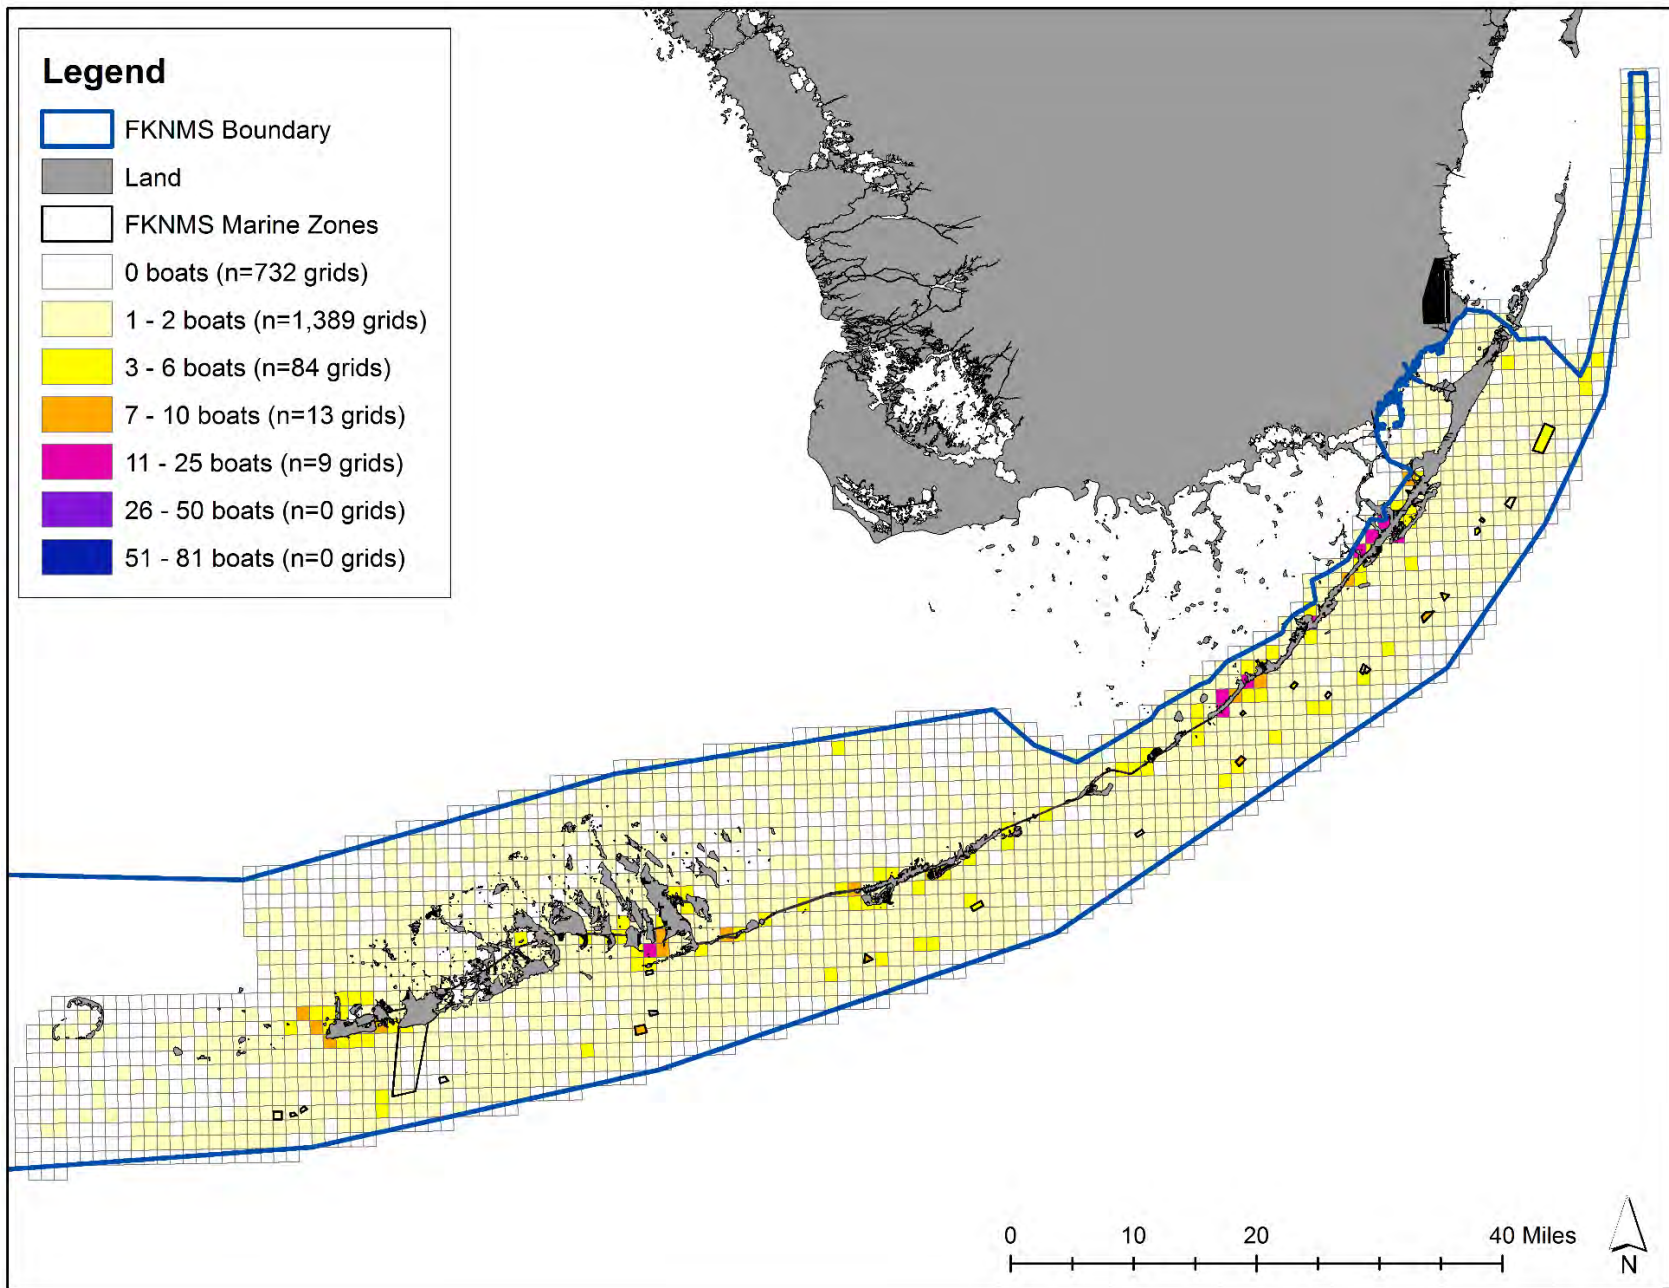 Legend
FKNMS Boundary
Land
FKNMS Marine Zones
0 boats (n=732 grids)
1 - 2 boats (n=1,389 grids)
3 - 6 boats (n=84 grids)
7 - 10 boats (n=13 grids)
11 - 25 boats (n=9 grids)
26 - 50 boats (n=0 grids)
51 - 81 boats (n=0 grids)
0 10 20 40 Miles
N